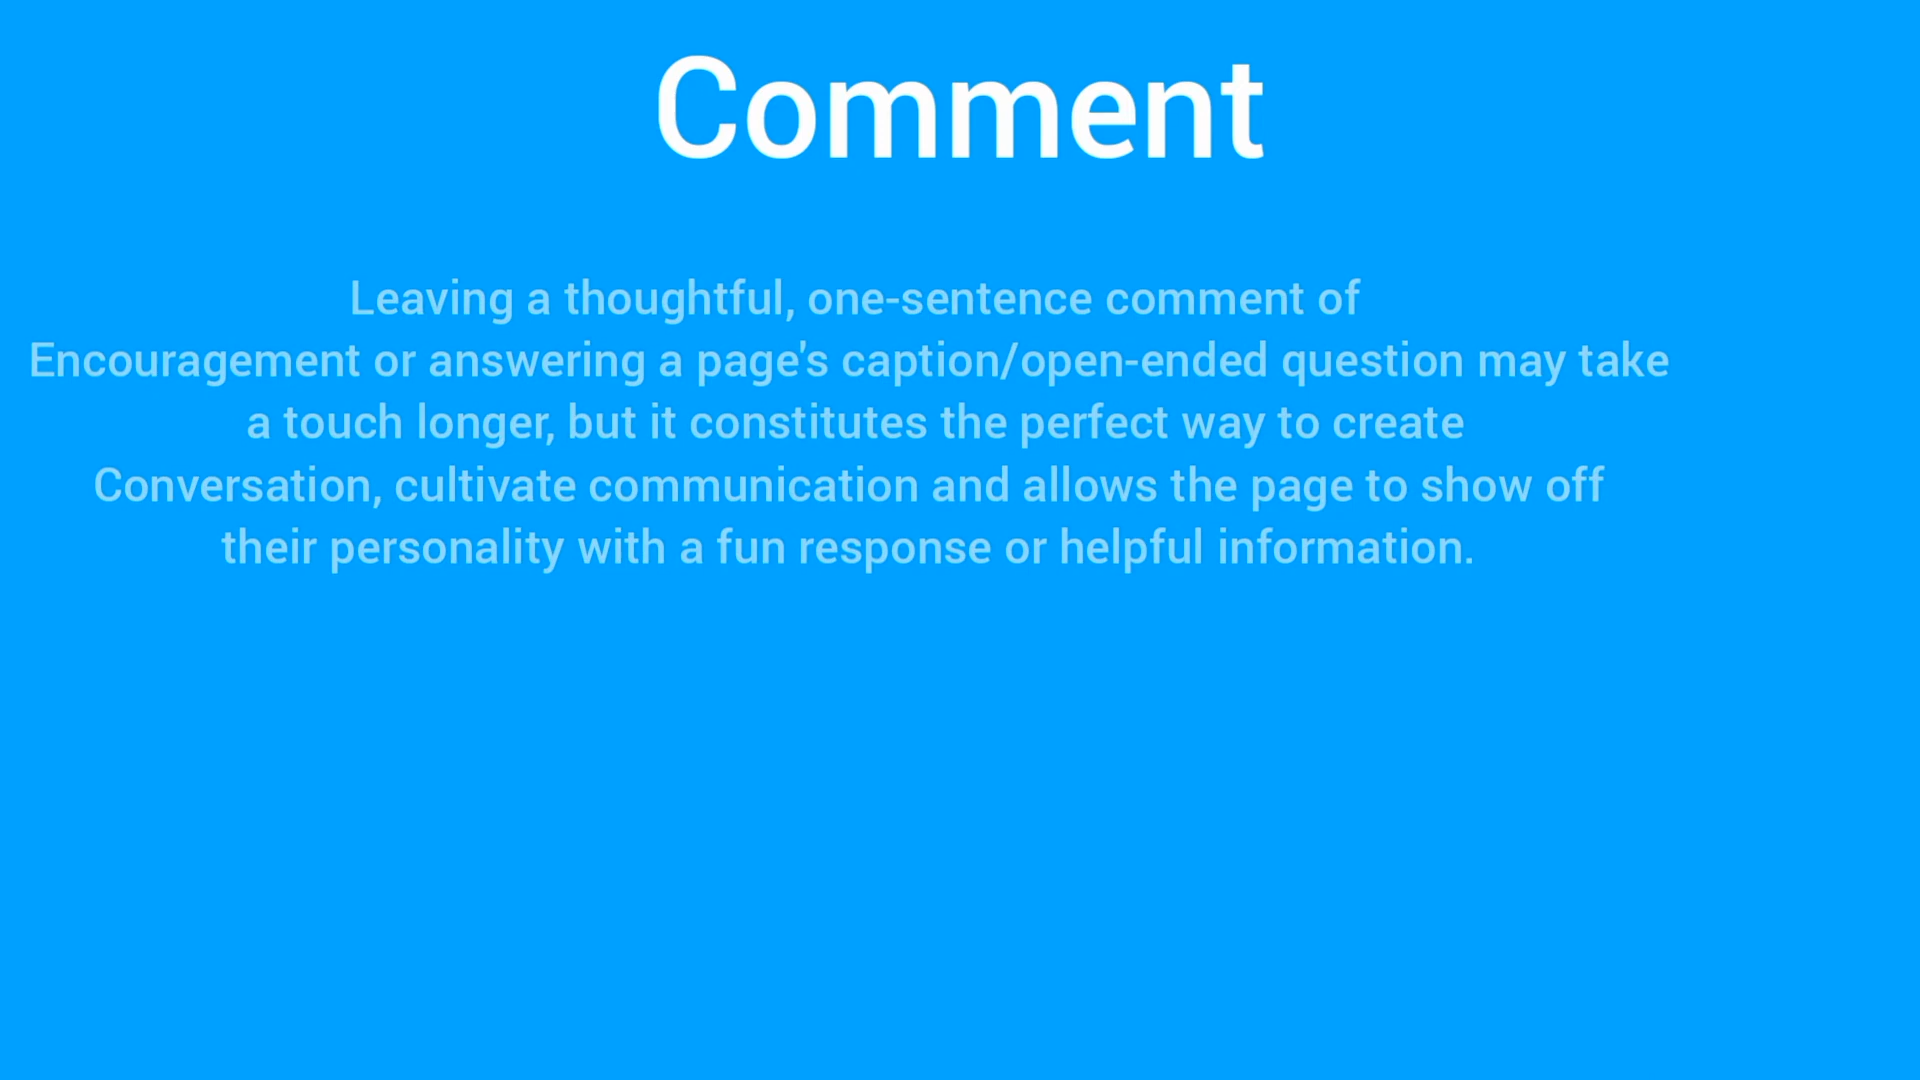 Comment
Leaving a thoughtful, one-sentence comment of
Encouragement or answering a page's caption/open-ended question may take
a touch longer, but it constitutes the perfect way to create
Conversation, cultivate communication and allows the page to show off
their personality with a fun response or helpful information.